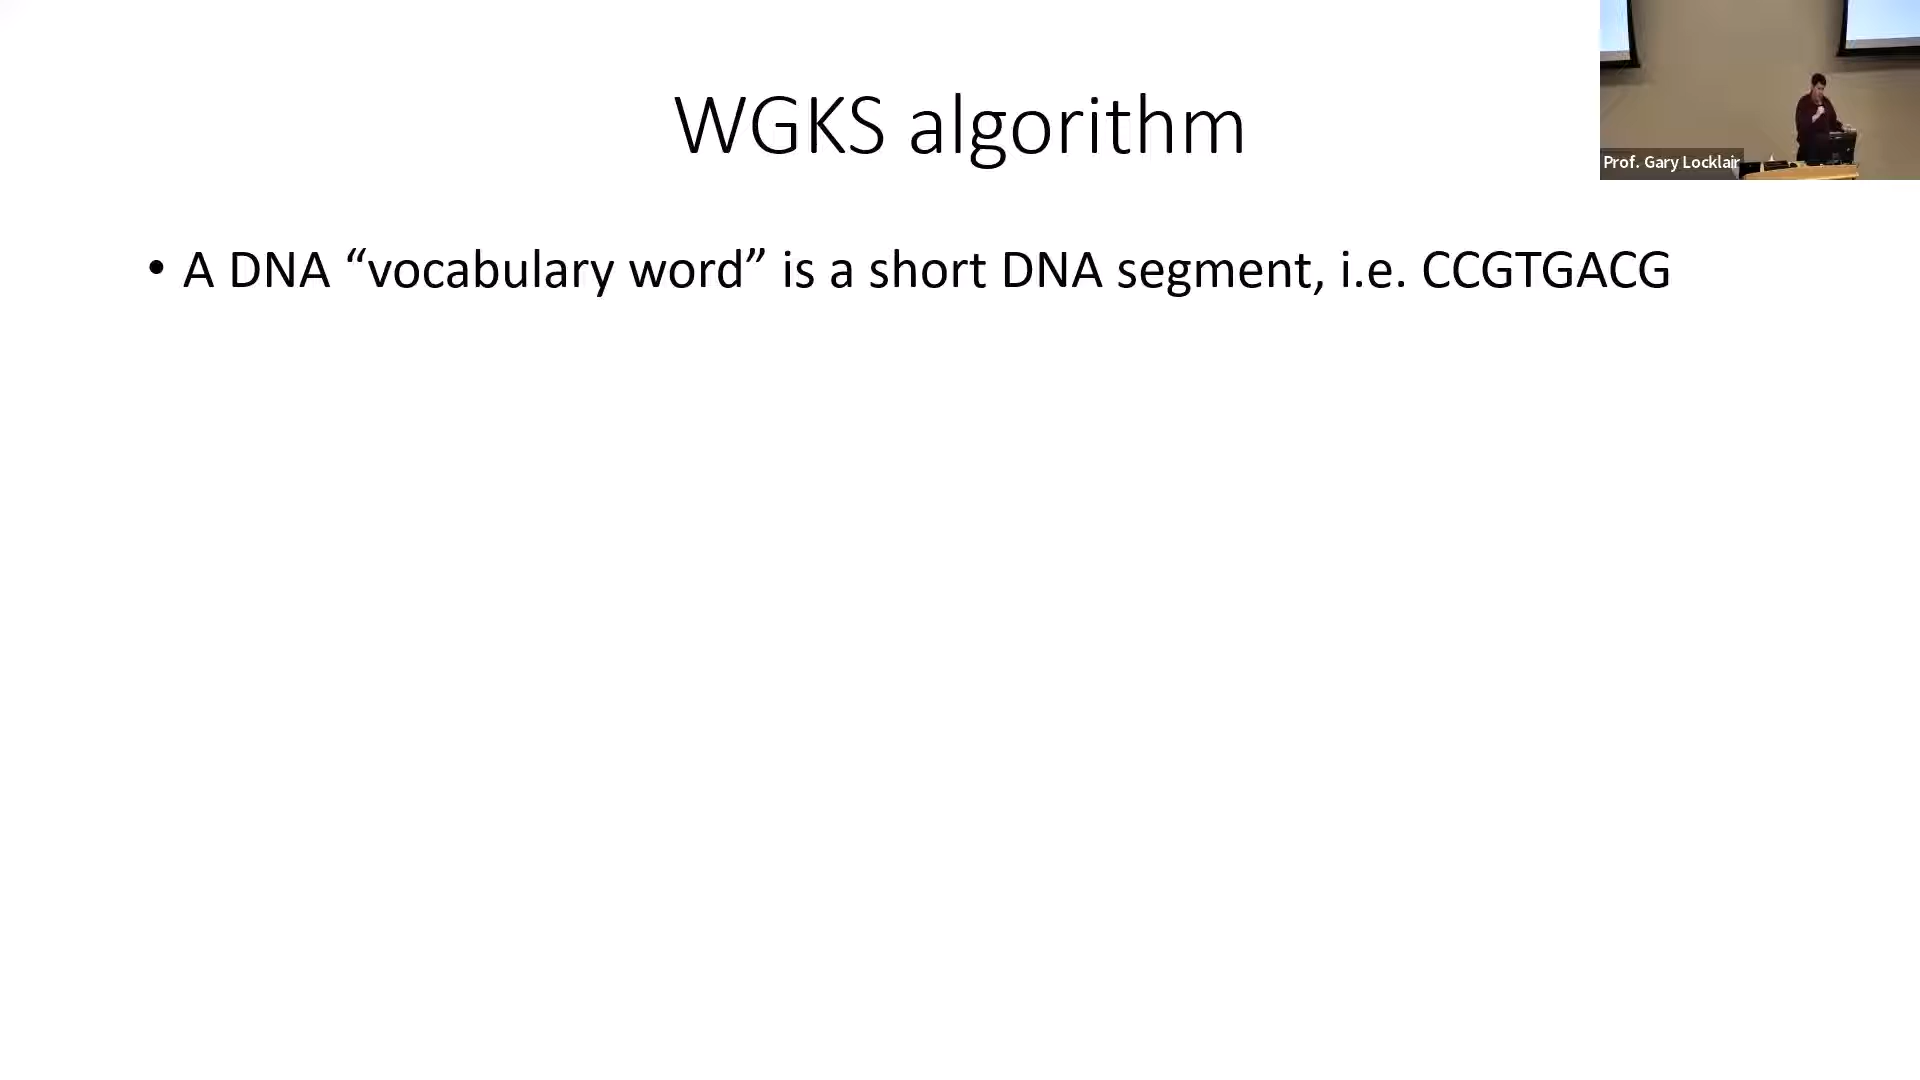 WGKS algorithm
Prof. Gary Locklair
• A DNA “vocabulary word” is a short DNA segment, i.e. CCGTGACG